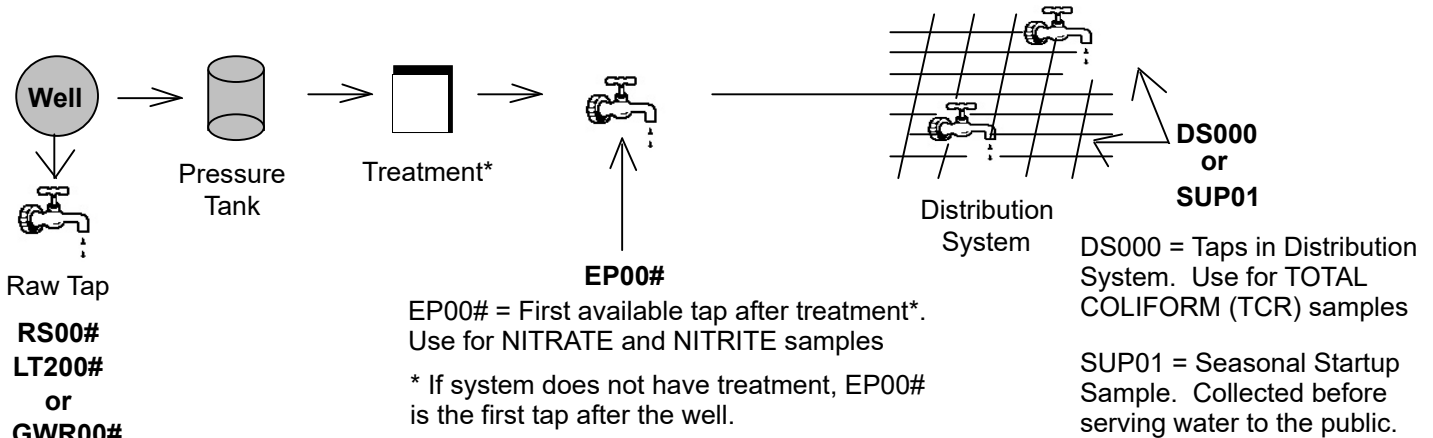 Well
Pressure
Tank
Treatment*
Raw Tap
RS00#
LT200#
or
GWR00#
EP00#
EP00# = First available tap after treatment*.
Use for NITRATE and NITRITE samples
* If system does not have treatment, EP00#
is the first tap after the well.
Distribution
System
DS000
or
SUP01
DS000 = Taps in Distribution
System. Use for TOTAL
COLIFORM (TCR) samples
SUP01 = Seasonal Startup
Sample. Collected before
serving water to the public.